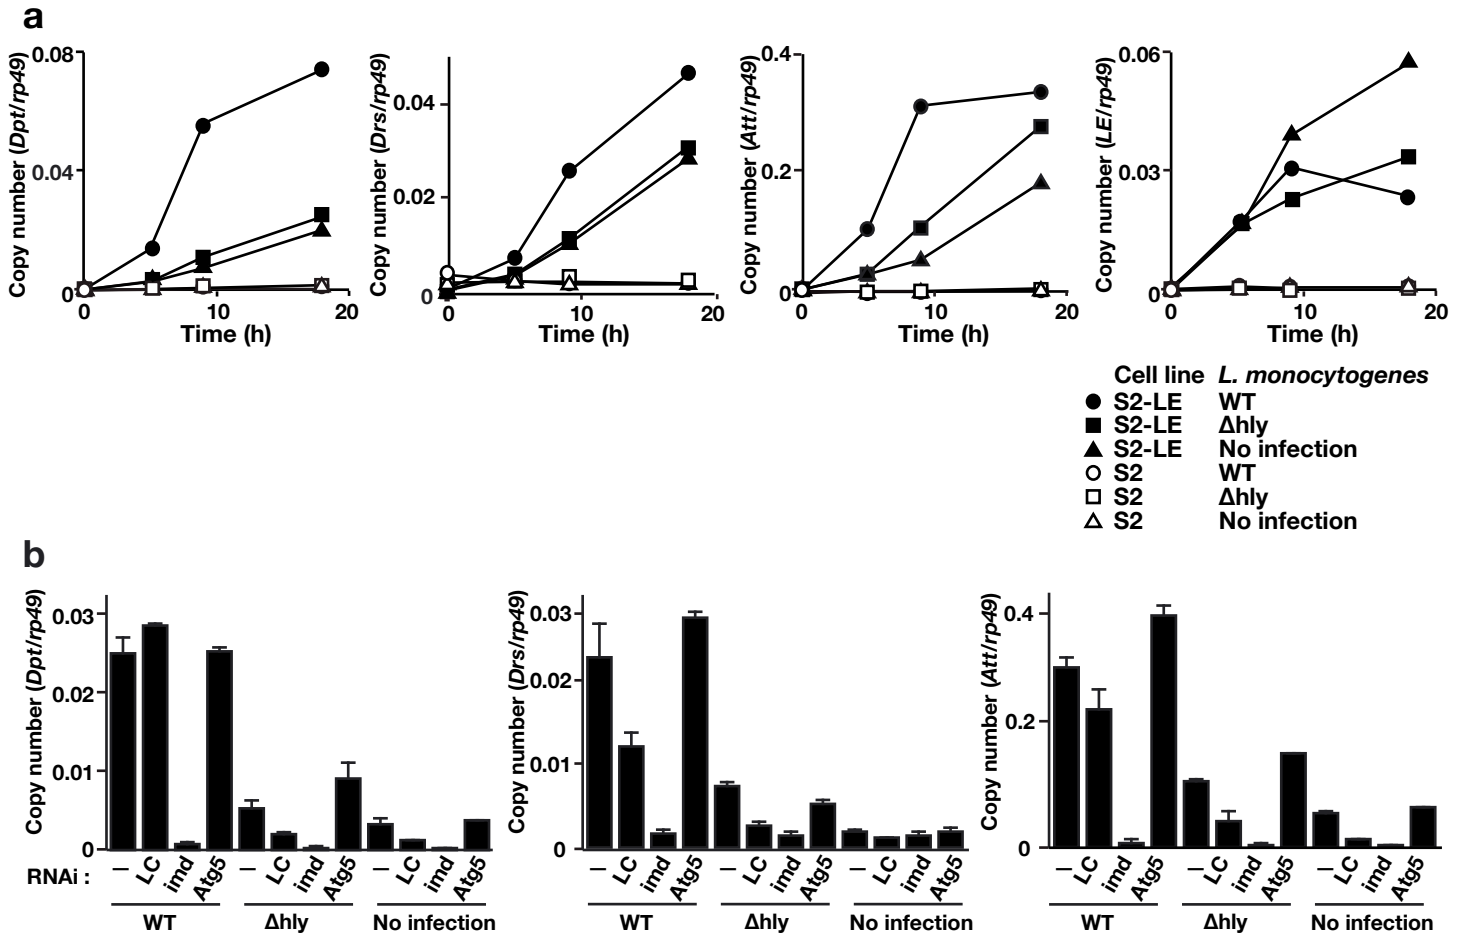 a
Copy number (Dpt/rp49)
0.08
0.04
0
0 10 20
Time (h)
Copy number (Drs/rp49)
0.04
0.02
0
0 10 20
Time (h)
Copy number (Att/rp49)
0.4
0.2
0
0 10 20
Time (h)
Copy number (LE/rp49)
0.06
0.03
0
0 10 20
Time (h)
Cell line L. monocytogenes
S2-LE WT
S2-LE Δhly
S2-LE No infection
S2 WT
S2 Δhly
S2 No infection
b
Copy number (Dpt/rp49)
0.03
0.02
0.01
0
RNAi : – LC imd Atg5 – LC imd Atg5 – LC imd Atg5
WT Δhly No infection
Copy number (Drs/rp49)
0.03
0.02
0.01
0
– LC imd Atg5 – LC imd Atg5 – LC imd Atg5
WT Δhly No infection
Copy number (Att/rp49)
0.4
0.2
0
– LC imd Atg5 – LC imd Atg5 – LC imd Atg5
WT Δhly No infection